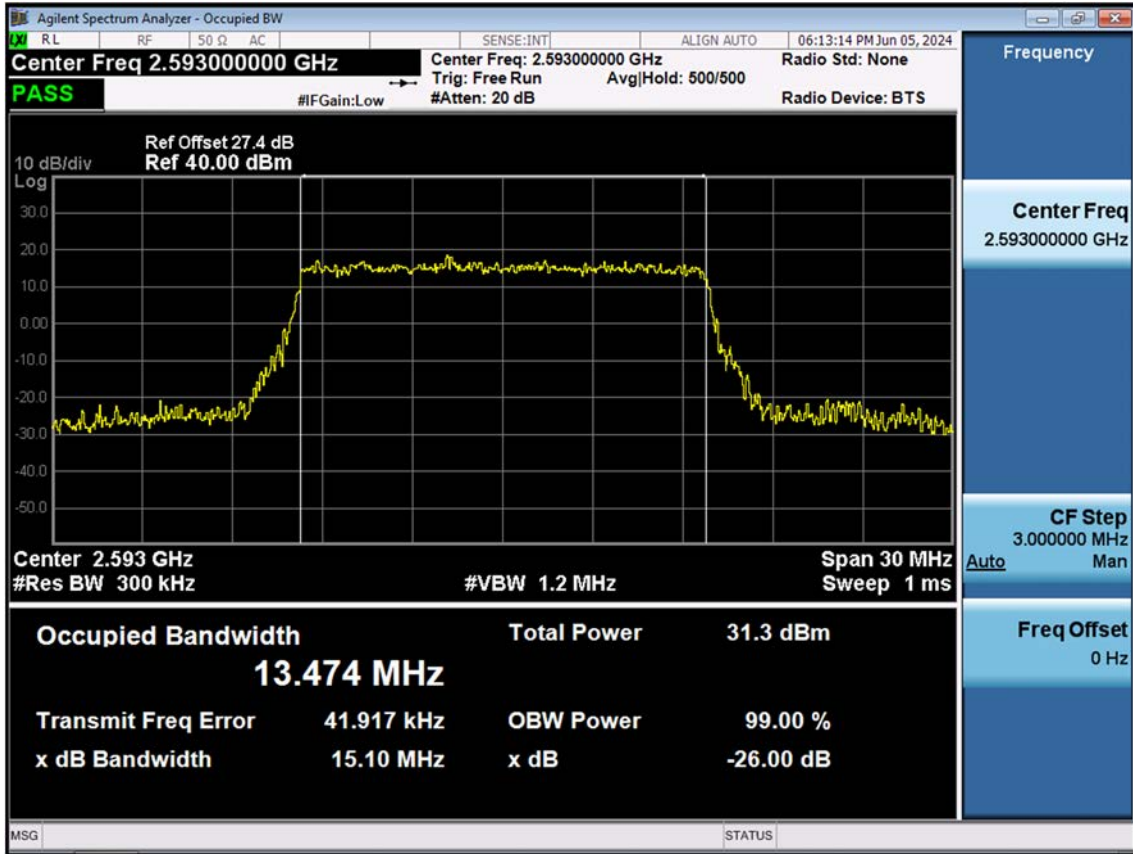 Agilent Spectrum Analyzer - Occupied BW
LXI RL RF 50 Ω AC SENSE:INT ALIGN AUTO 06:13:14 PM Jun 05, 2024
Center Freq 2.593000000 GHz
Center Freq: 2.593000000 GHz
Radio Std: None
Trig: Free Run Avg|Hold: 500/500
PASS
#IFGain:Low
#Atten: 20 dB
Radio Device: BTS
Frequency
Ref Offset 27.4 dB
10 dB/div Ref 40.00 dBm
Log
30.0
20.0
10.0
0.00
-10.0
-20.0
-30.0
-40.0
-50.0
Center Freq
2.593000000 GHz
Center 2.593 GHz Span 30 MHz
#Res BW 300 kHz #VBW 1.2 MHz Sweep 1 ms
CF Step
3.000000 MHz
Auto Man
Occupied Bandwidth Total Power 31.3 dBm
13.474 MHz
Transmit Freq Error 41.917 kHz OBW Power 99.00 %
x dB Bandwidth 15.10 MHz x dB -26.00 dB
Freq Offset
0 Hz
MSG STATUS